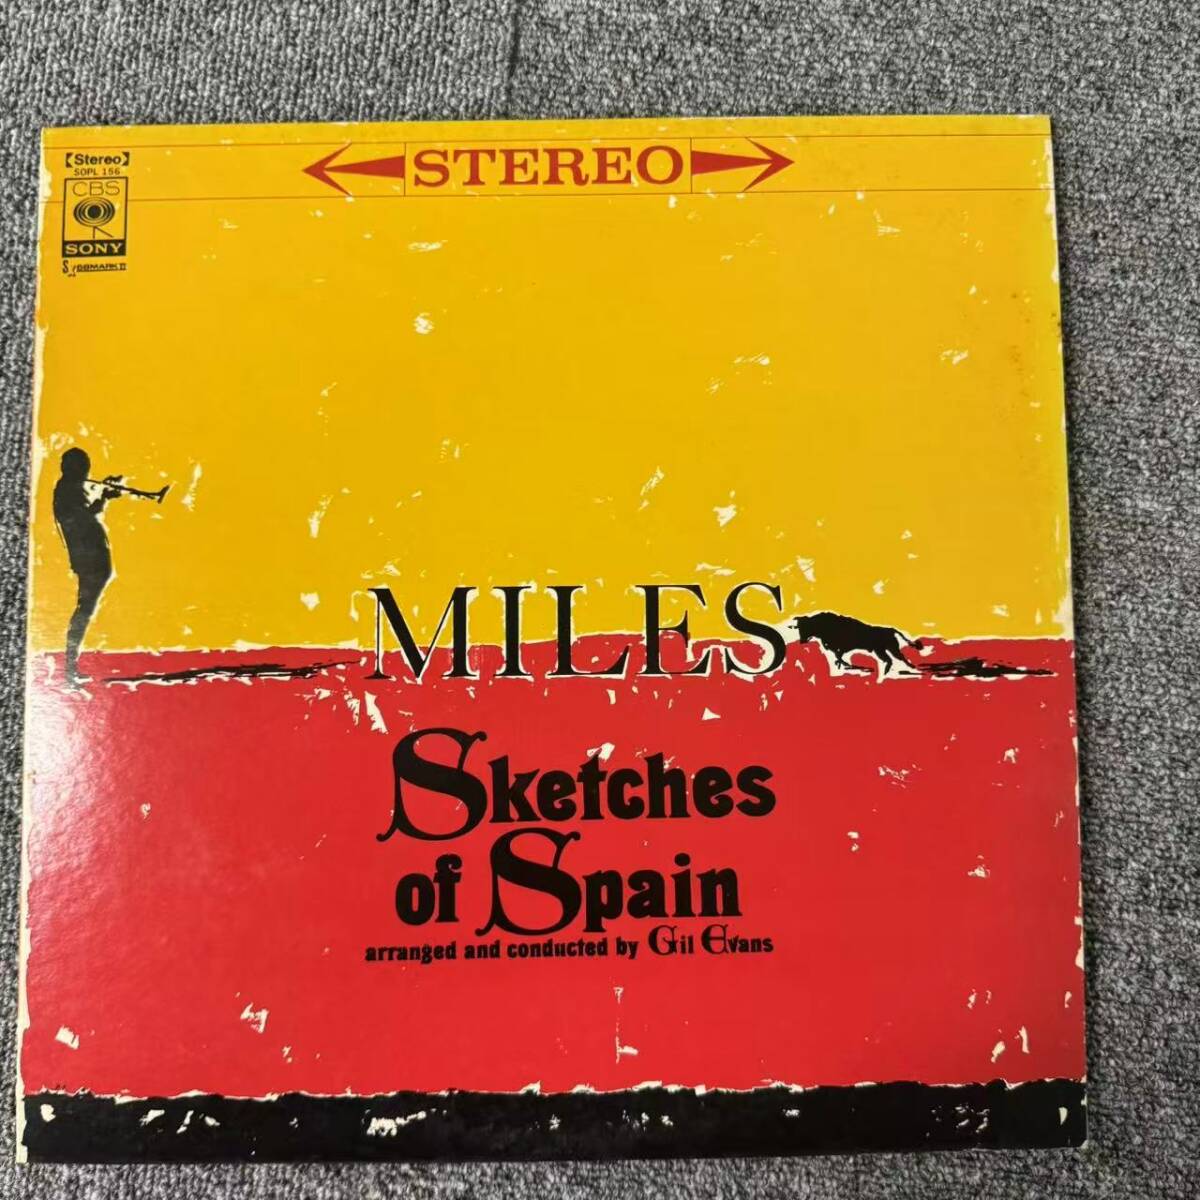 【Stereo】
SOPL 156
CBS
SONY
STEREO
MILES
Sketches
of Spain
arranged and conducted by Gil Evans